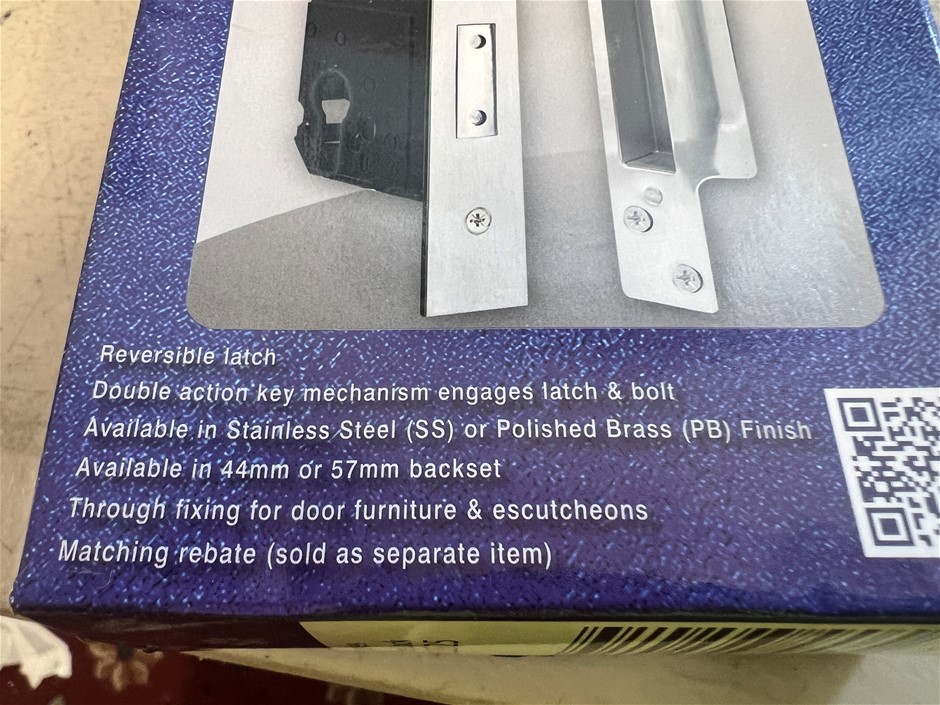 Reversible latch
Double action key mechanism engages latch & bolt
Available in Stainless Steel (SS) or Polished Brass (PB) Finish
Available in 44mm or 57mm backset
Through fixing for door furniture & escutcheons
Matching rebate (sold as separate item)